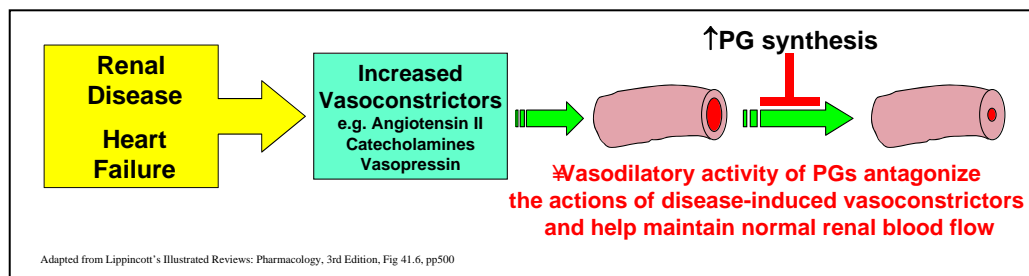 Renal
Disease
Heart
Failure
Increased
Vasoconstrictors
e.g. Angiotensin II
Catecholamines
Vasopressin
↑PG synthesis
¥Vasodilatory activity of PGs antagonize
the actions of disease-induced vasoconstrictors
and help maintain normal renal blood flow
Adapted from Lippincott's Illustrated Reviews: Pharmacology, 3rd Edition, Fig 41.6, pp500